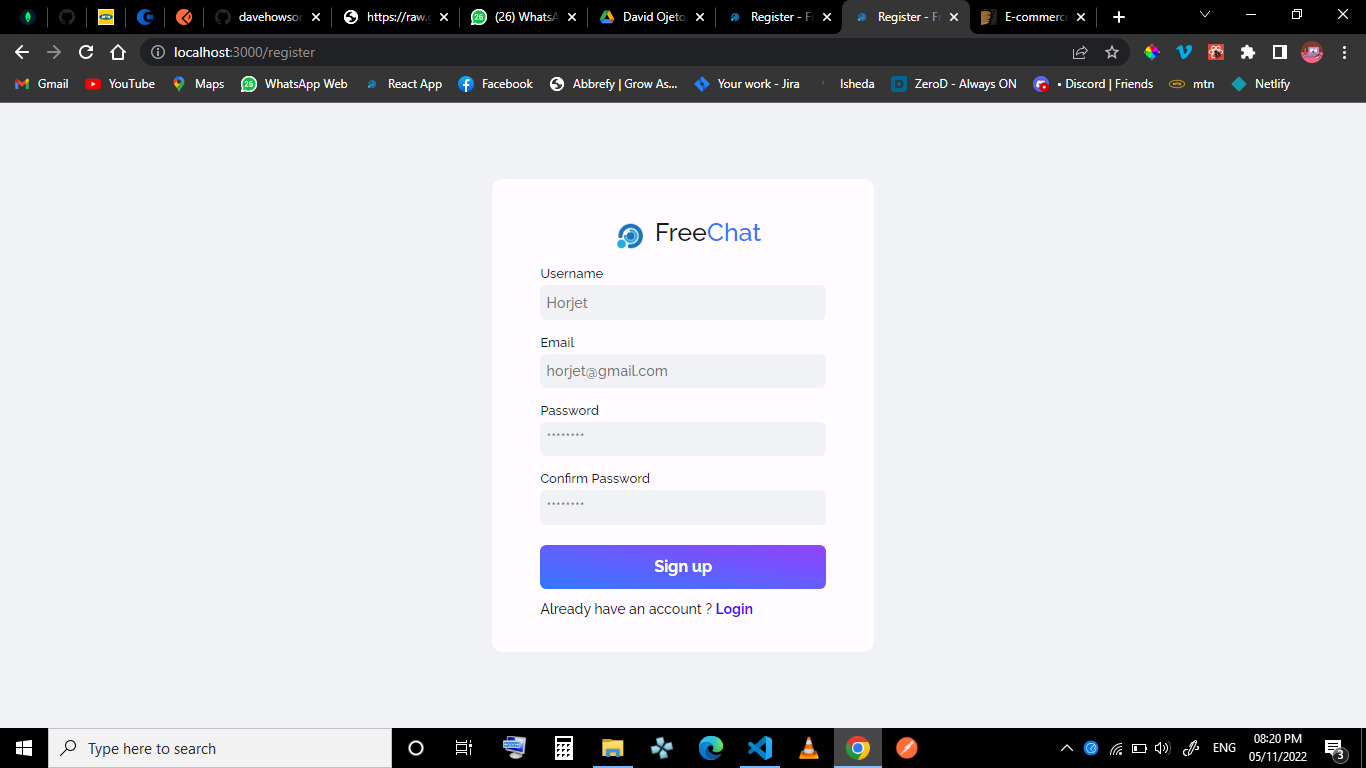 davehowson
https://raw.
(26) WhatsA
David Ojeto
Register - Fr
Register - Fr
E-commerc
localhost:3000/register
Gmail
YouTube
Maps
WhatsApp Web
React App
Facebook
Abbrefy | Grow As...
Your work - Jira
Isheda
ZeroD - Always ON
• Discord | Friends
mtn
Netlify
FreeChat
Username
Horjet
Email
horjet@gmail.com
Password
********
Confirm Password
********
Sign up
Already have an account ? Login
Type here to search
ENG
08:20 PM
05/11/2022
3